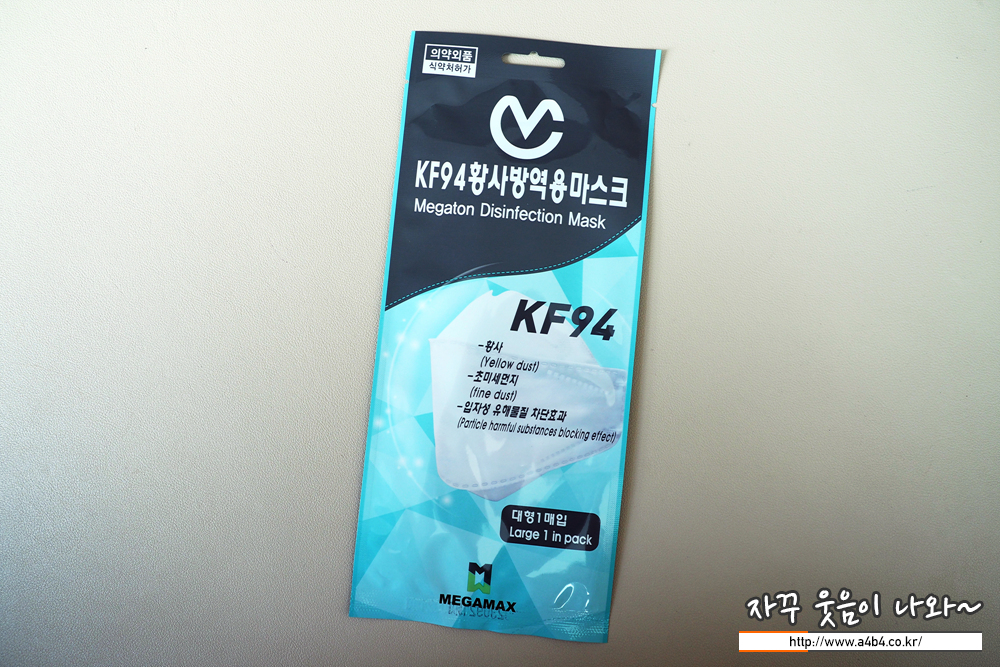 의약외품
식약처허가
KF94황사방역용마스크
Megaton Disinfection Mask
KF94
-황사
(Yellow dust)
-초미세먼지
(fine dust)
-입자성 유해물질 차단효과
(Particle harmful substances blocking effect)
대형1매입
Large 1 in pack
MEGAMAX
자꾸 웃음이 나와~
http://www.a4b4.co.kr/